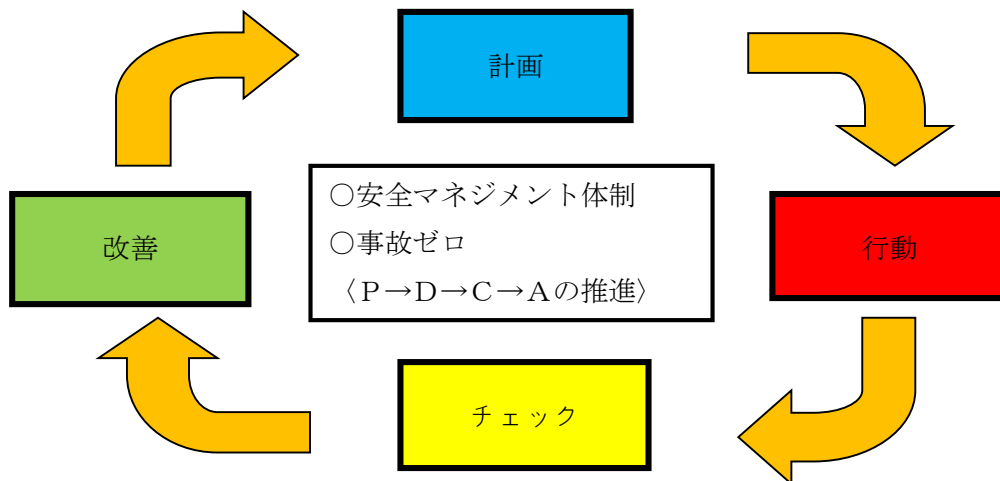 計画
○安全マネジメント体制
○事故ゼロ
〈Ｐ→Ｄ→Ｃ→Ａの推進〉
改善
行動
チェック